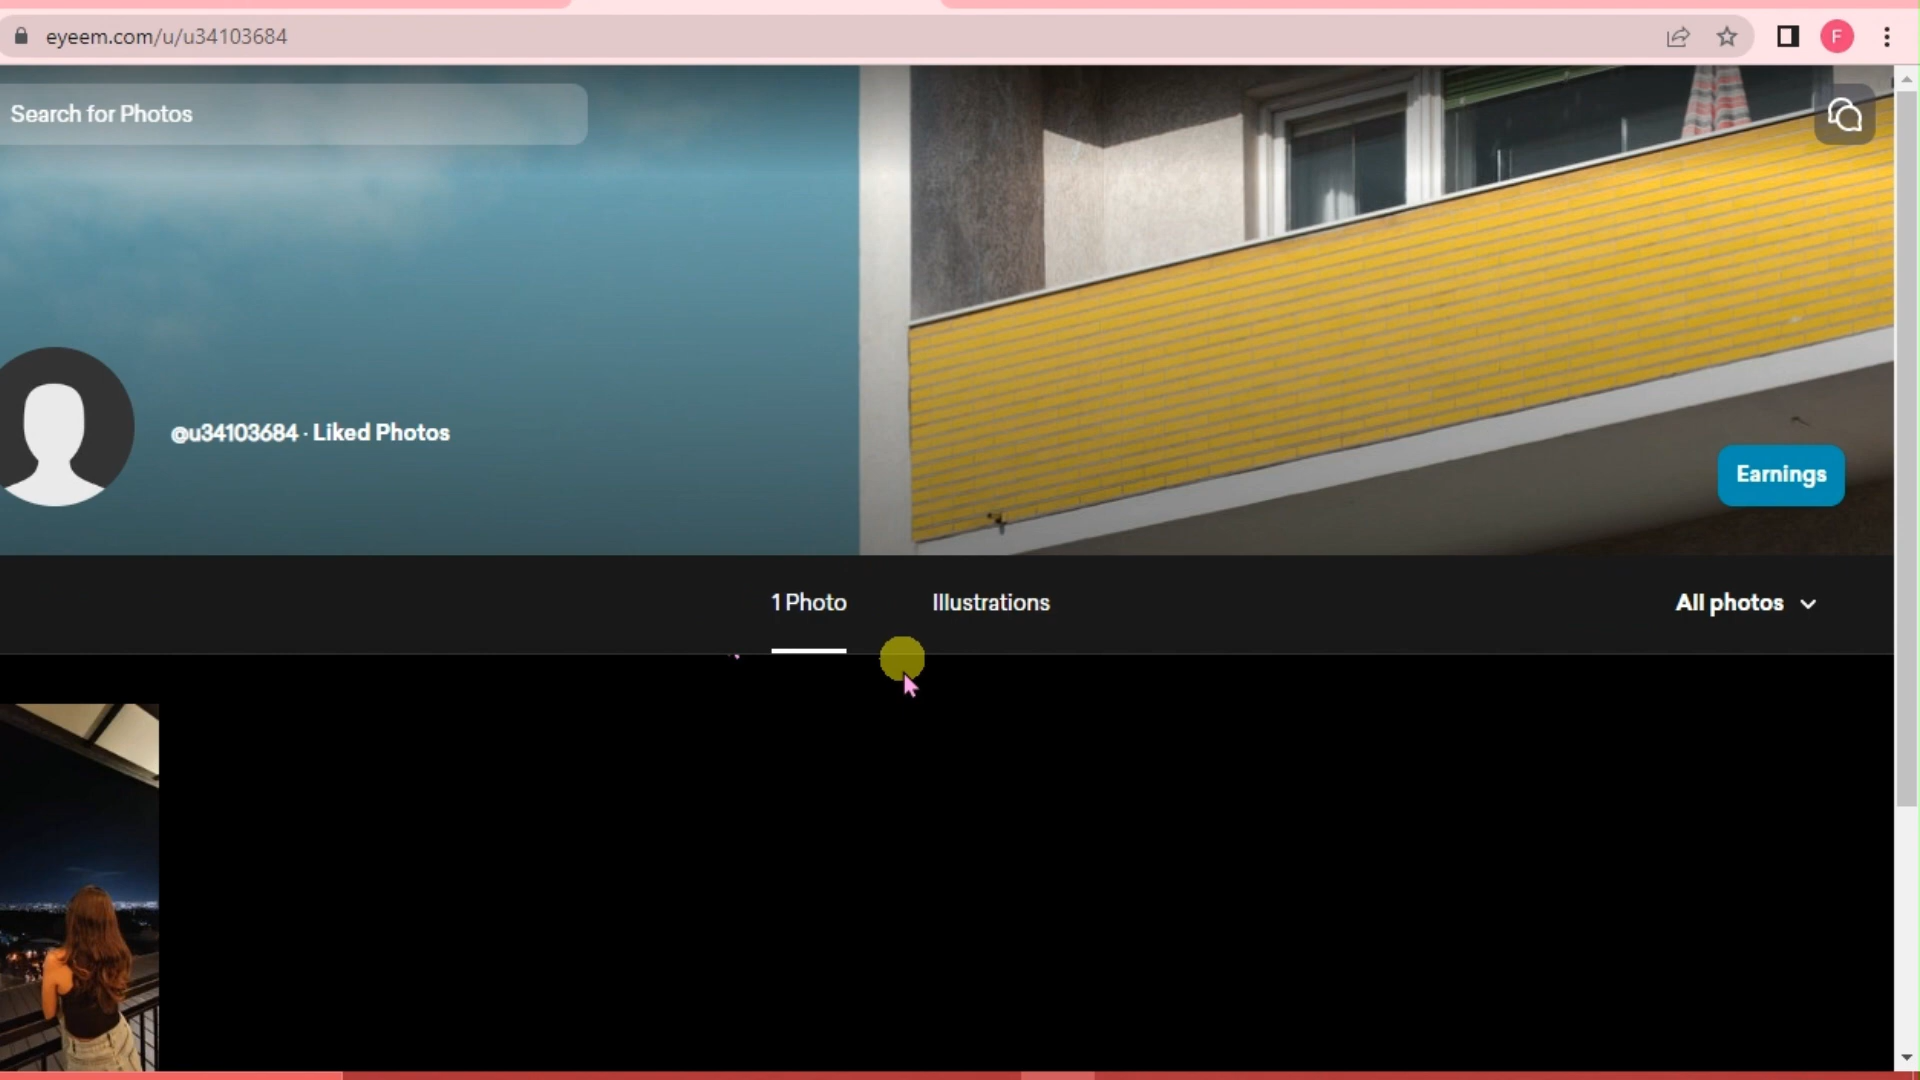 eyeem.com/u/u34103684
F
Search for Photos
@u34103684 · Liked Photos
Earnings
1 Photo
Illustrations
All photos